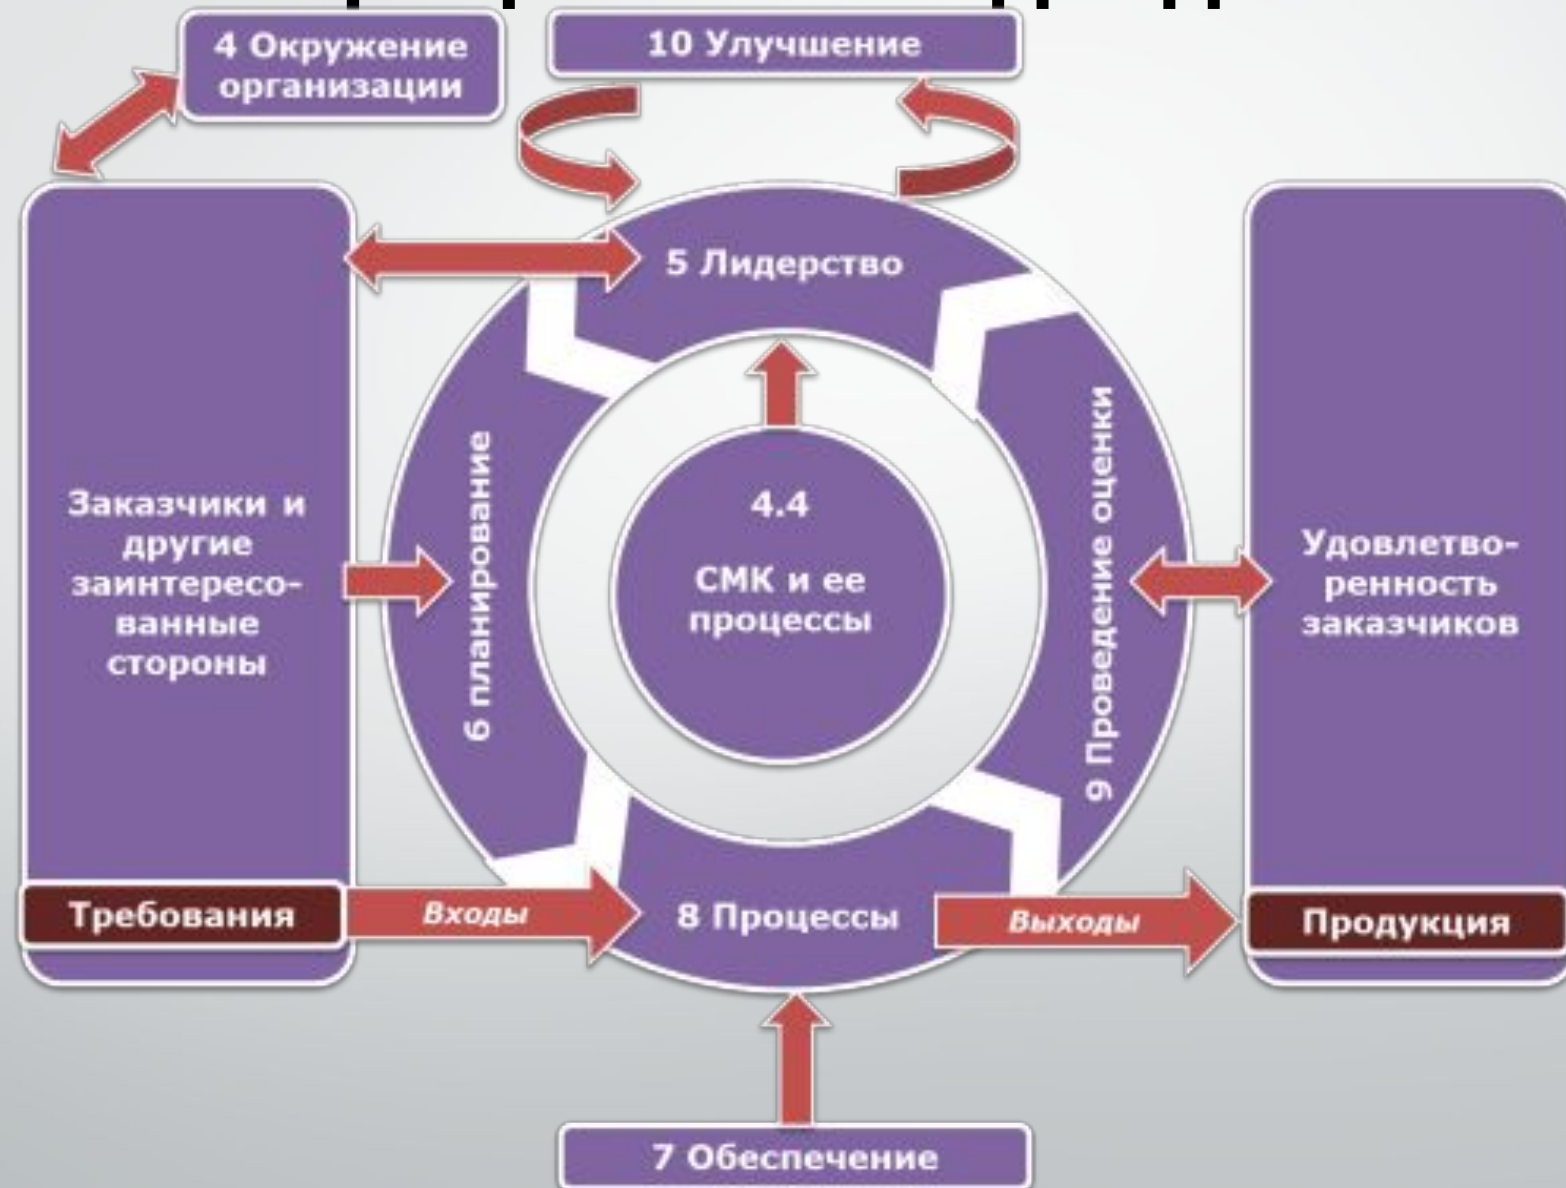 4 Окружение
организации
10 Улучшение
5 Лидерство
Заказчики и
другие
заинтересо-
ванные
стороны
6 планирование
4.4
СМК и ее
процессы
9 Проведение оценки
Удовлетво-
ренность
заказчиков
Требования
Входы
8 Процессы
Выходы
Продукция
7 Обеспечение